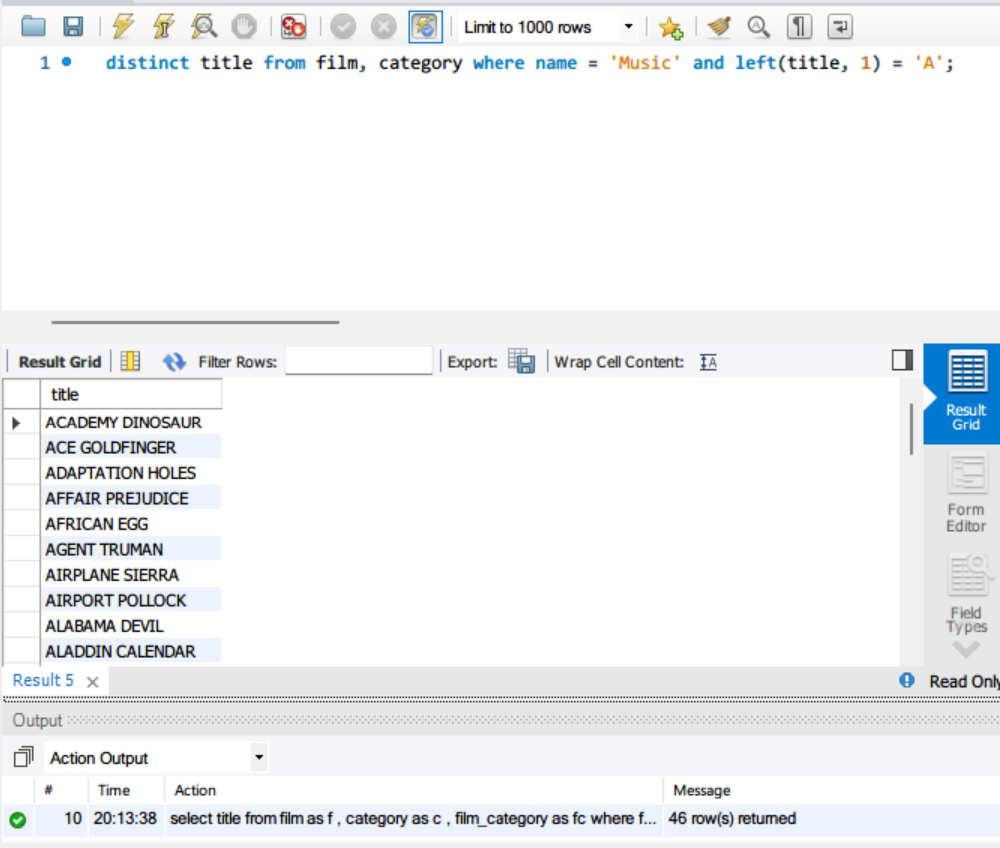 Limit to 1000 rows
1 distinct title from film, category where name = 'Music' and left(title, 1) = 'A';
Result Grid Filter Rows: Export: Wrap Cell Content: IA
title
ACADEMY DINOSAUR
ACE GOLDFINGER
ADAPTATION HOLES
AFFAIR PREJUDICE
AFRICAN EGG
AGENT TRUMAN
AIRPLANE SIERRA
AIRPORT POLLOCK
ALABAMA DEVIL
ALADDIN CALENDAR
Result
Grid
Form
Editor
Field
Types
Result 5 Read Only
Output
Action Output
# Time Action Message
10 20:13:38 select title from film as f , category as c , film_category as fc where f... 46 row(s) returned